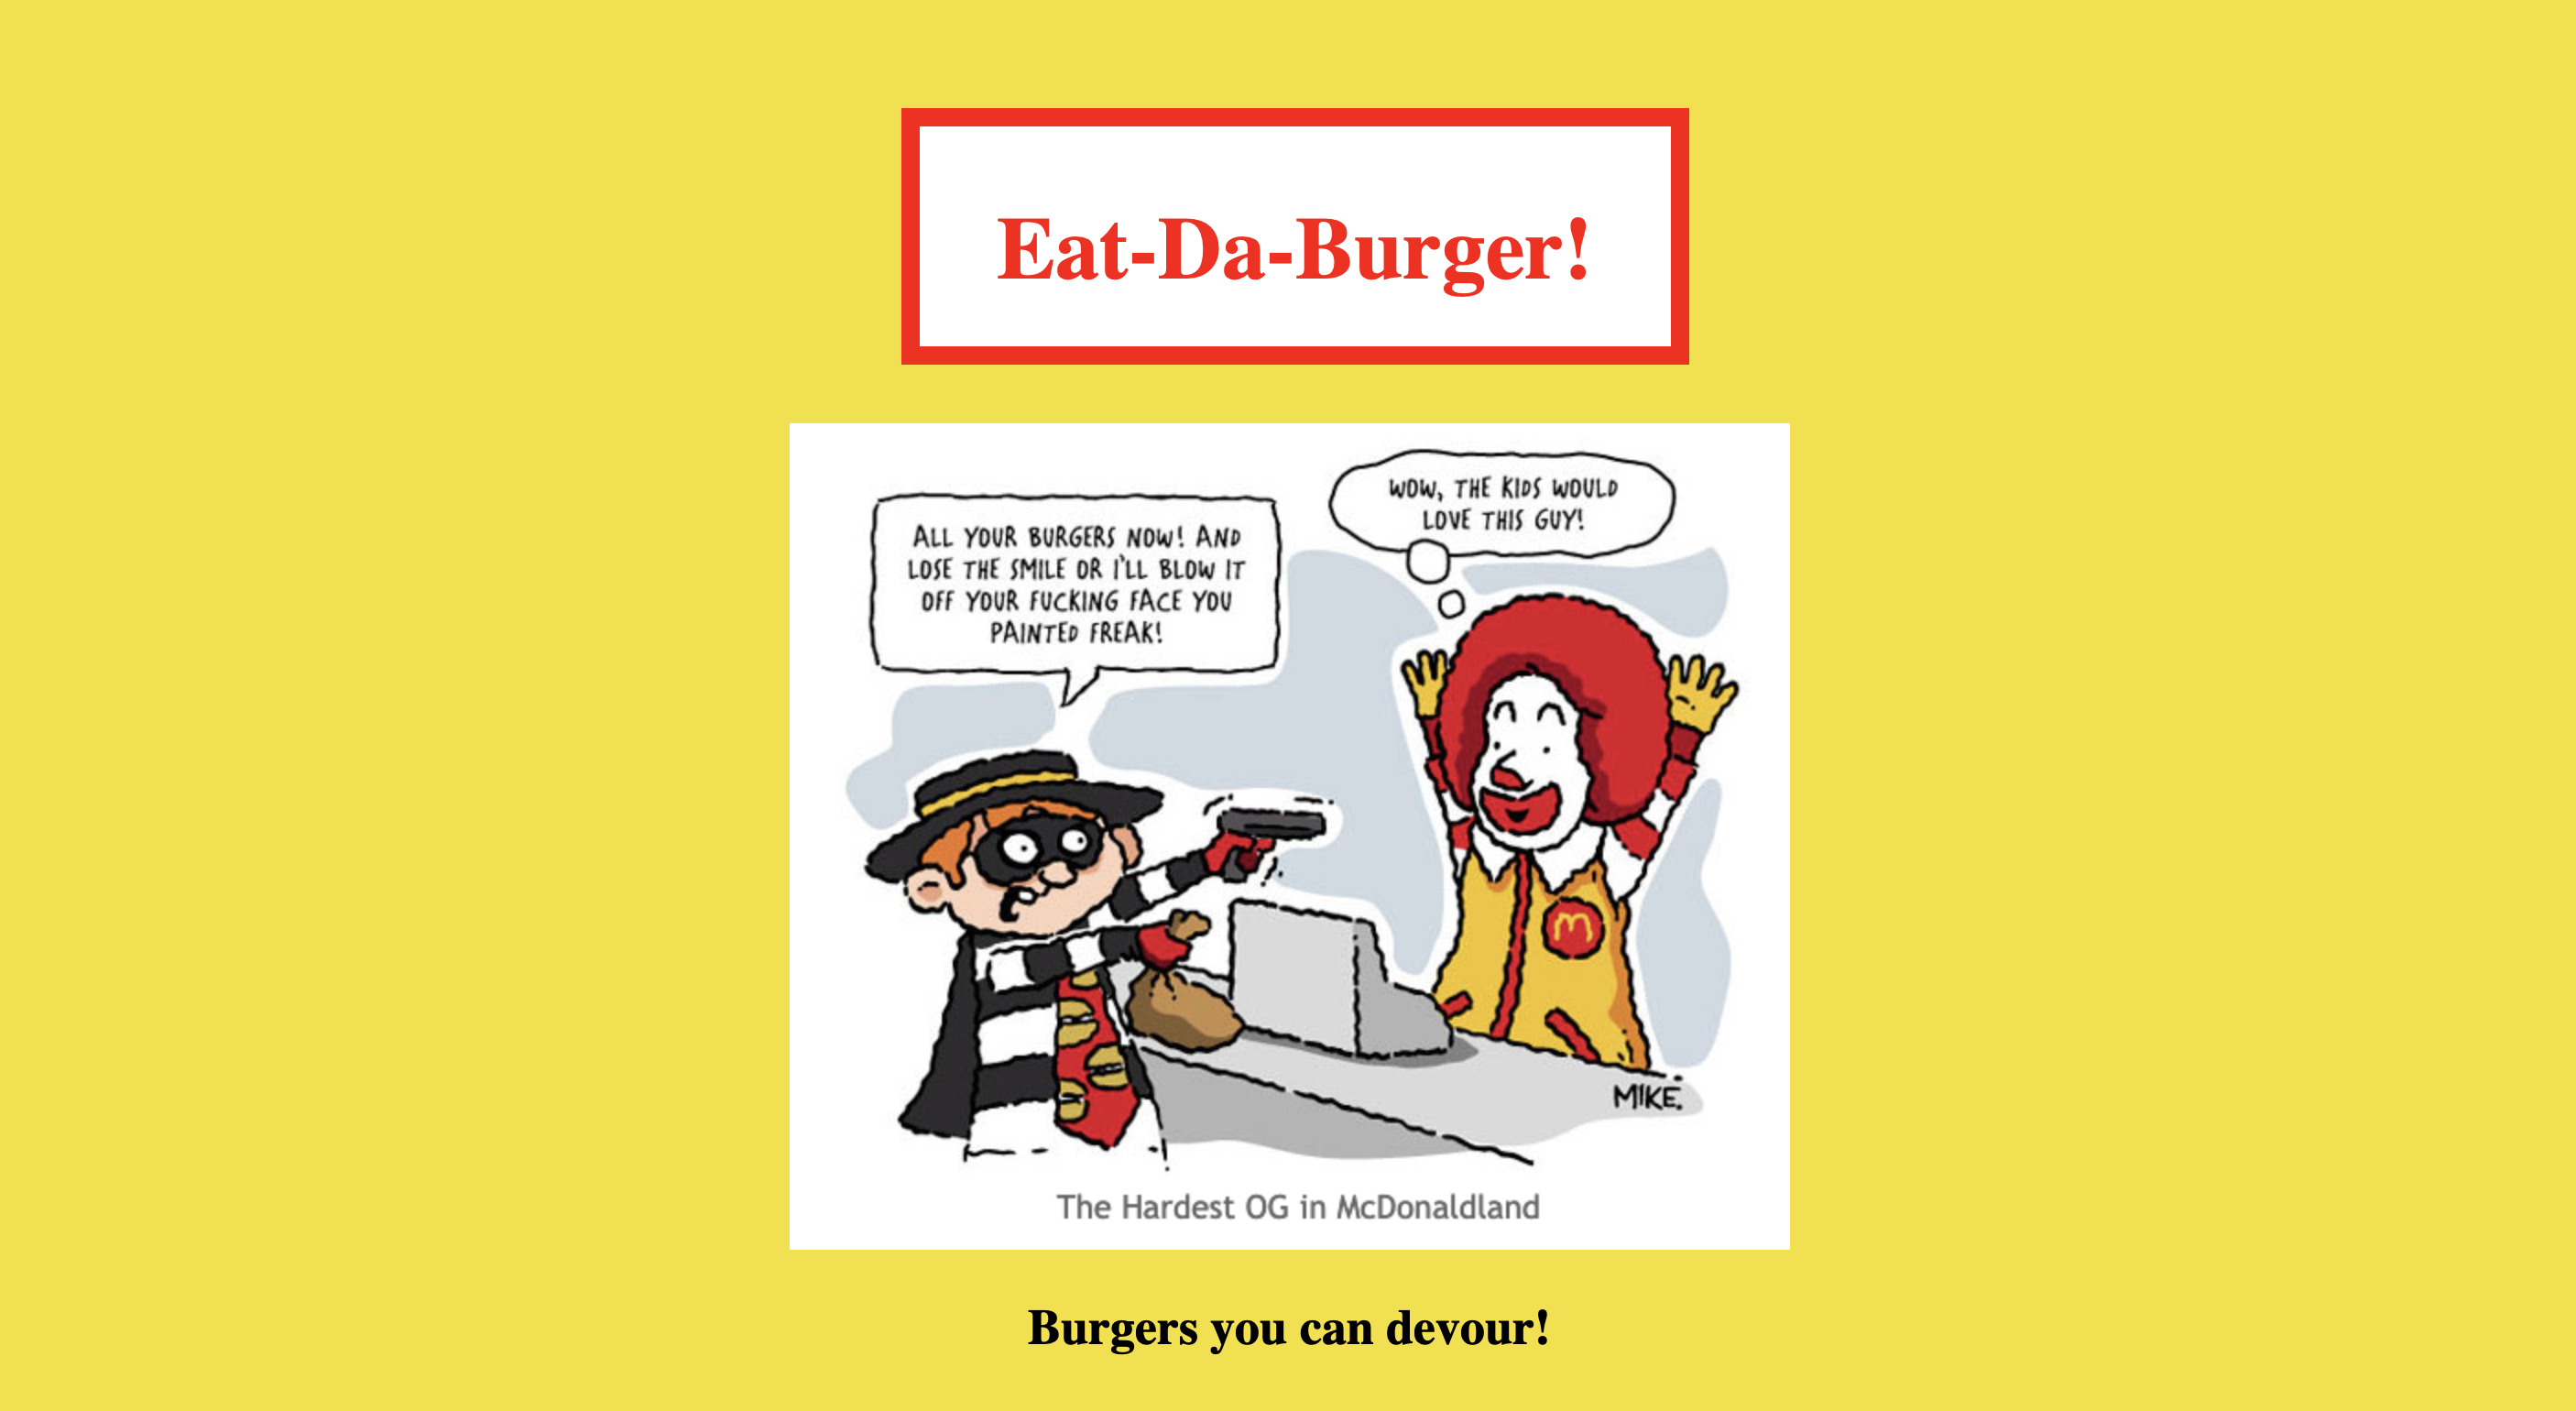 Eat-Da-Burger!
WOW, THE KIDS WOULD
LOVE THIS GUY!
ALL YOUR BURGERS NOW! AND
LOSE THE SMILE OR I'LL BLOW IT
OFF YOUR FUCKING FACE YOU
PAINTED FREAK!
m
MIKE.
The Hardest OG in McDonaldland
Burgers you can devour!